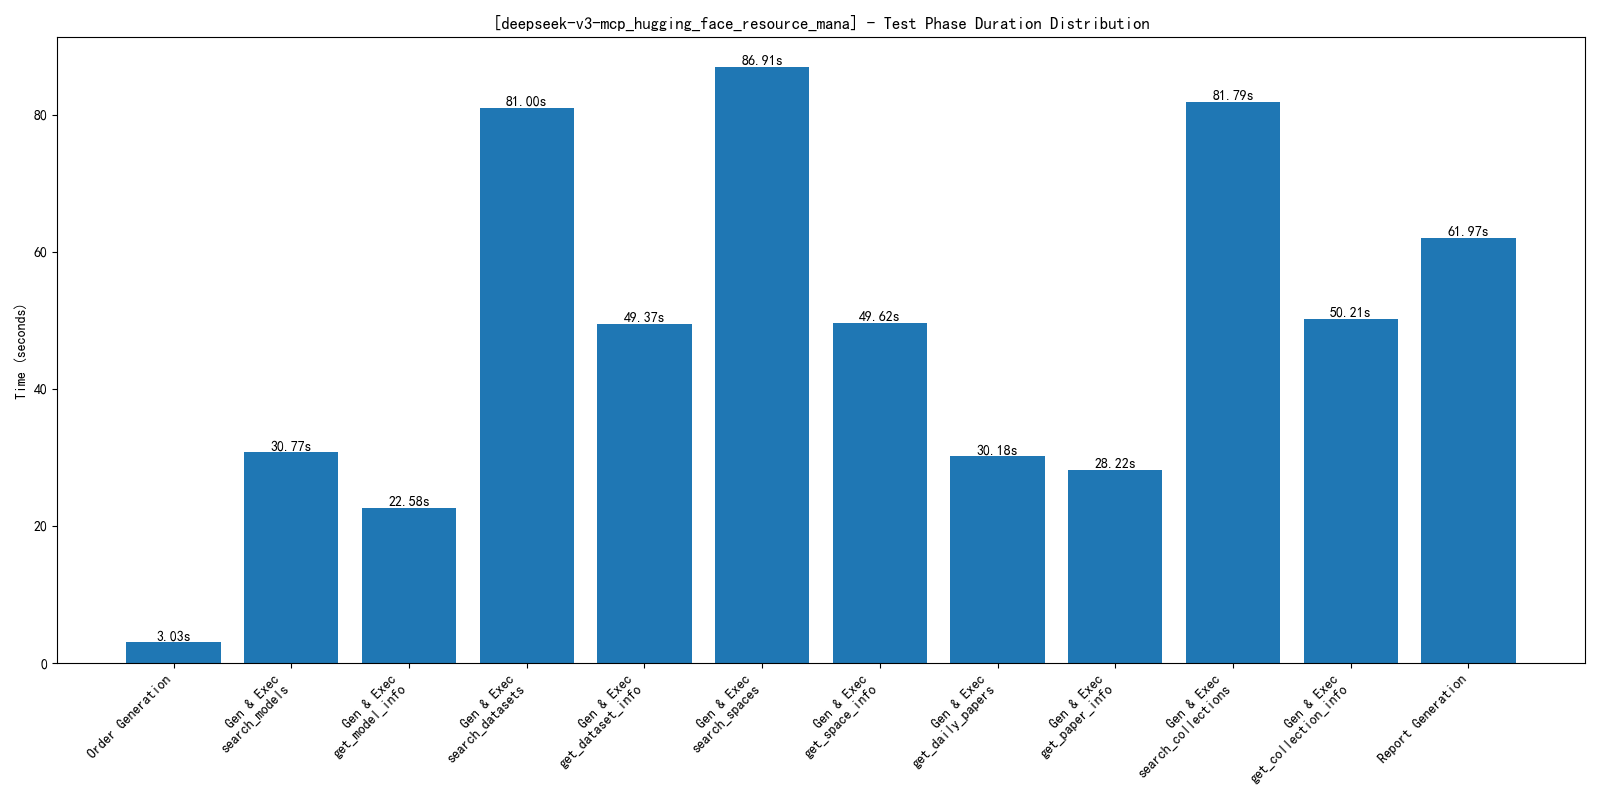 [deepseek-v3-mcp_hugging_face_resource_mana] - Test Phase Duration Distribution
Time (seconds)
80
60
40
20
0
3.03s
30.77s
22.58s
81.00s
49.37s
86.91s
49.62s
30.18s
28.22s
81.79s
50.21s
61.97s
Order Generation
Gen & Exec
search_models
Gen & Exec
get_model_info
Gen & Exec
search_datasets
Gen & Exec
get_dataset_info
Gen & Exec
search_spaces
Gen & Exec
get_space_info
Gen & Exec
get_daily_papers
Gen & Exec
get_paper_info
Gen & Exec
search_collections
Gen & Exec
get_collection_info
Report Generation